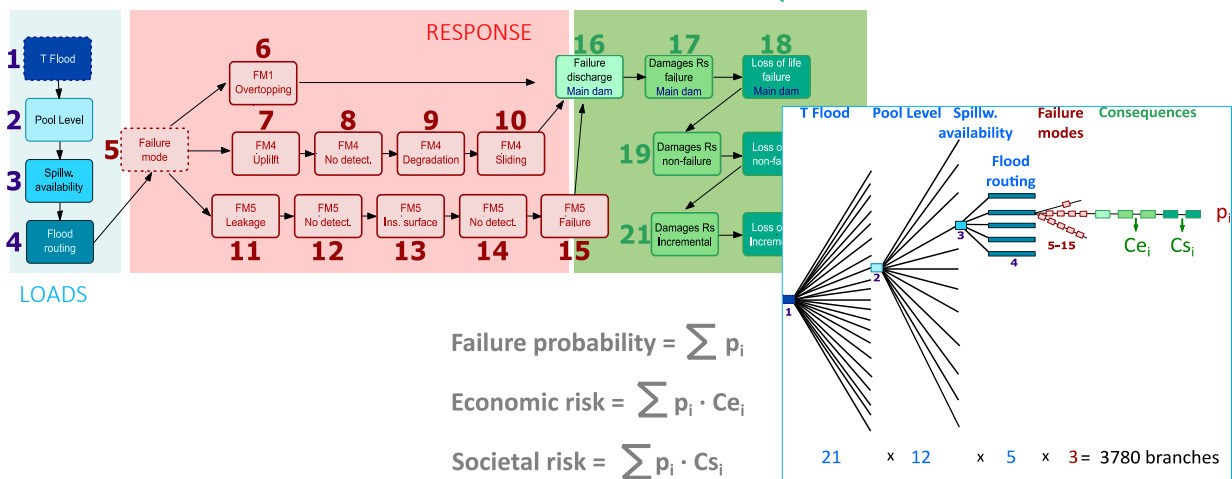 RESPONSE
LOADS
1
T Flood
2
Pool Level
3
Spillw.
availability
4
Flood
routing
5
Failure
mode
6
FM1
Overtopping
7
FM4
Uplift
8
FM4
No detect.
9
FM4
Degradation
10
FM4
Sliding
FM5
Leakage
11
FM5
No detect.
12
FM5
Ins. surface
13
FM5
No detect.
14
FM5
Failure
15
16
Failure
discharge
Main dam
17
Damages Rs
failure
Main dam
18
Loss of life
failure
Main dam
19
Damages Rs
non-failure
Loss o
non-fa
21
Damages Rs
Incremental
Loss o
Increm
Failure probability = ∑ pi
Economic risk = ∑ pi · Cei
Societal risk = ∑ pi · Csi
T Flood
Pool Level
Spillw.
availability
Failure
modes
Consequences
Flood
routing
1
2
3
4
5-15
pi
Cei
Csi
21 x 12 x 5 x 3 = 3780 branches